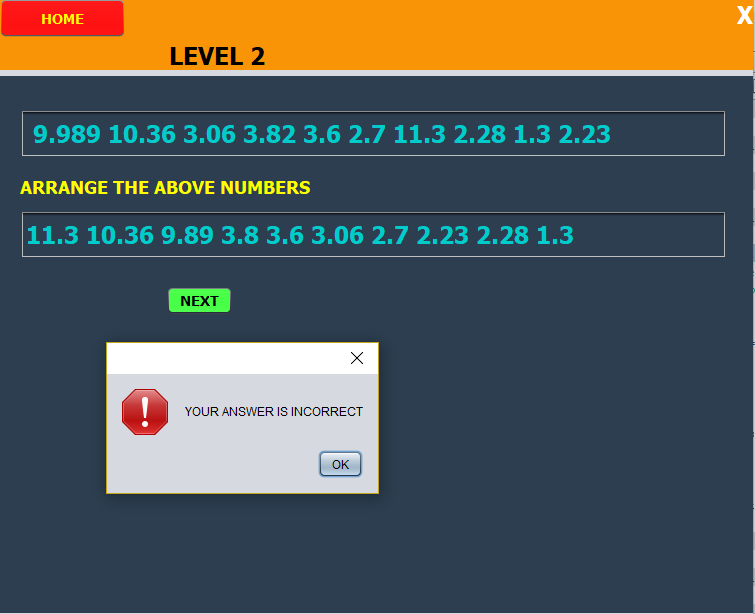 HOME
X
LEVEL 2
9.989 10.36 3.06 3.82 3.6 2.7 11.3 2.28 1.3 2.23
ARRANGE THE ABOVE NUMBERS
11.3 10.36 9.89 3.8 3.6 3.06 2.7 2.23 2.28 1.3
NEXT
YOUR ANSWER IS INCORRECT
OK